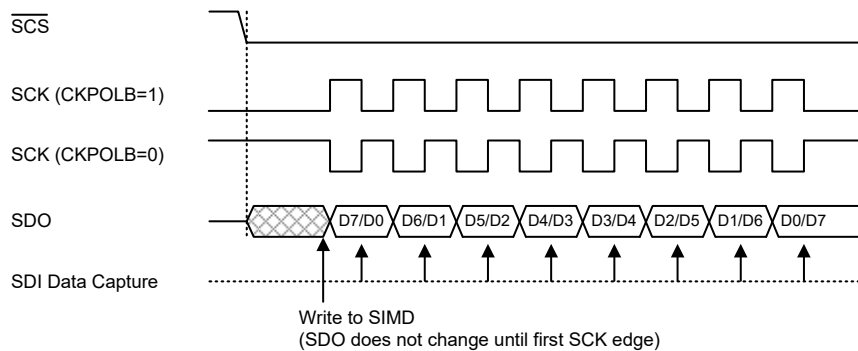 SCS
SCK (CKPOLB=1)
SCK (CKPOLB=0)
SDO
D7/D0 D6/D1 D5/D2 D4/D3 D3/D4 D2/D5 D1/D6 D0/D7
SDI Data Capture
Write to SIMD
(SDO does not change until first SCK edge)